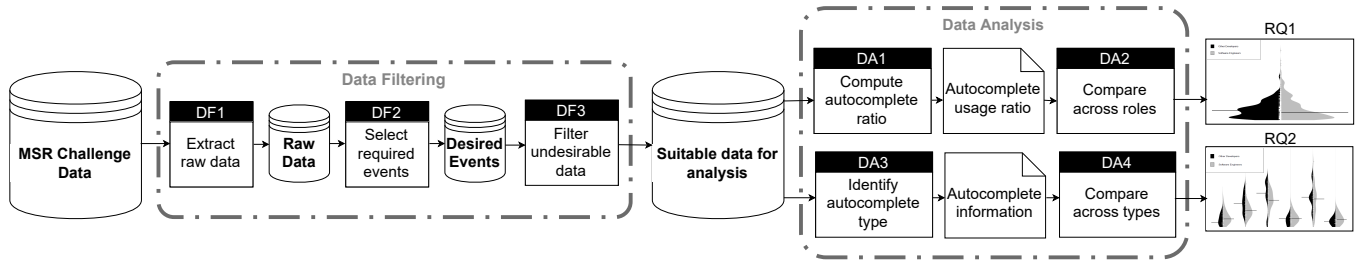 MSR Challenge
Data
Data Filtering
DF1
Extract
raw data
Raw
Data
DF2
Select
required
events
Desired
Events
DF3
Filter
undesirable
data
Suitable data for
analysis
Data Analysis
DA1
Compute
autocomplete
ratio
Autocomplete
usage ratio
DA2
Compare
across roles
RQ1
DA3
Identify
autocomplete
type
Autocomplete
information
DA4
Compare
across types
RQ2